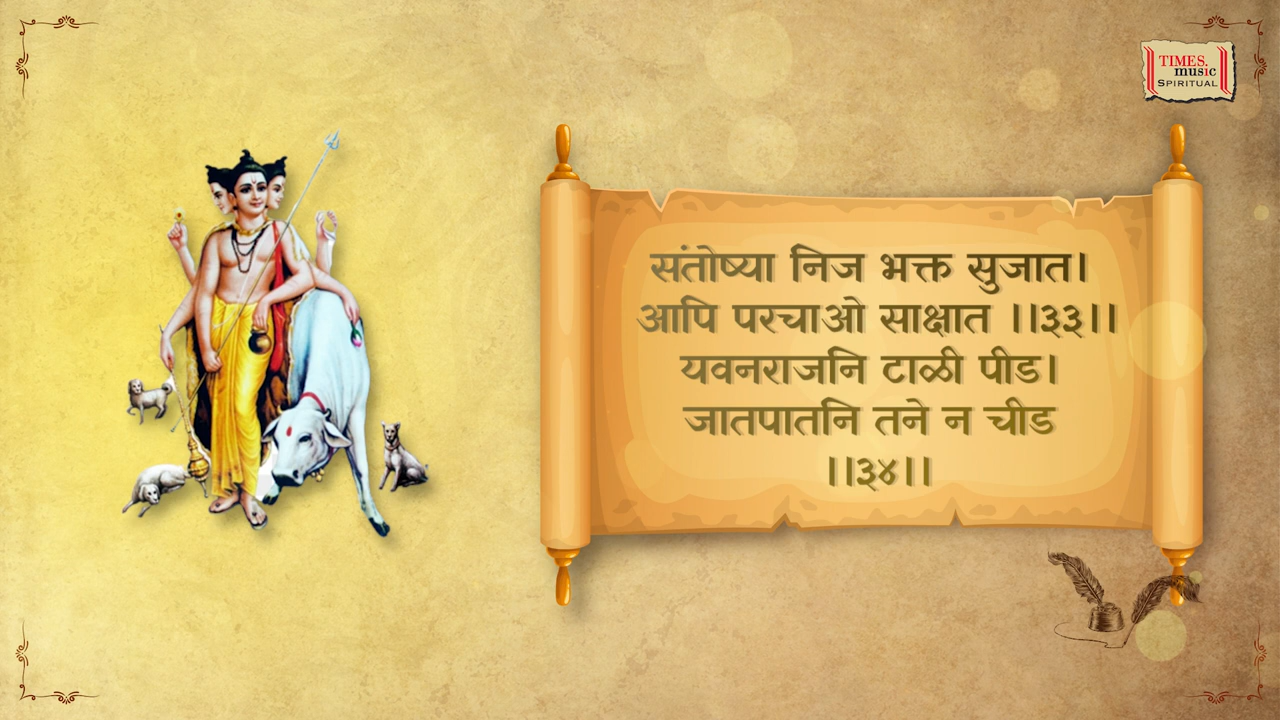 TIMES.
music
SPIRITUAL
संतोष्या निज भक्त सुजात।
आपि परचाओ साक्षात ।।३३।।
यवनराजनि टाळी पीड।
जातपातनि तने न चीड
।।३४।।